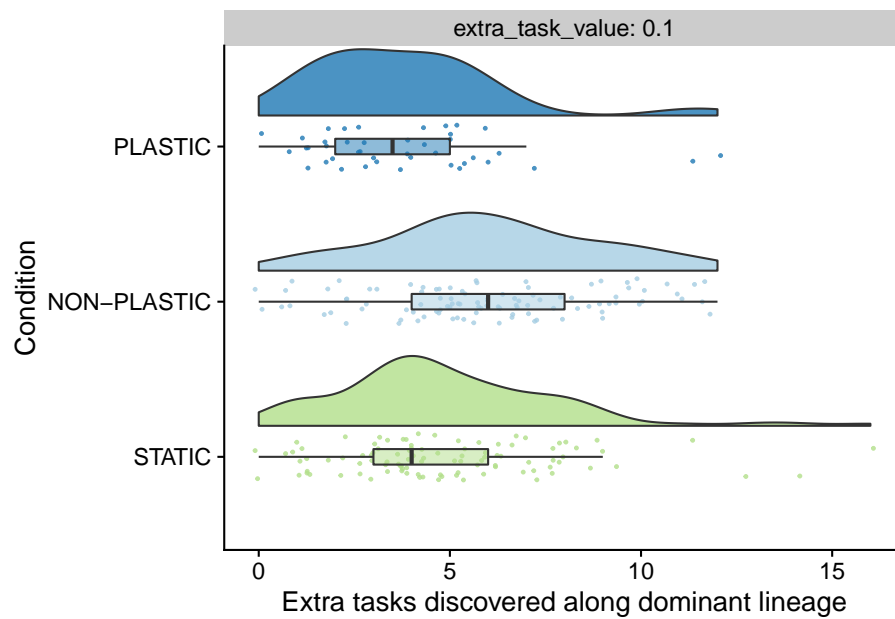 extra_task_value: 0.1
Condition
PLASTIC
NON−PLASTIC
STATIC
0 5 10 15
Extra tasks discovered along dominant lineage